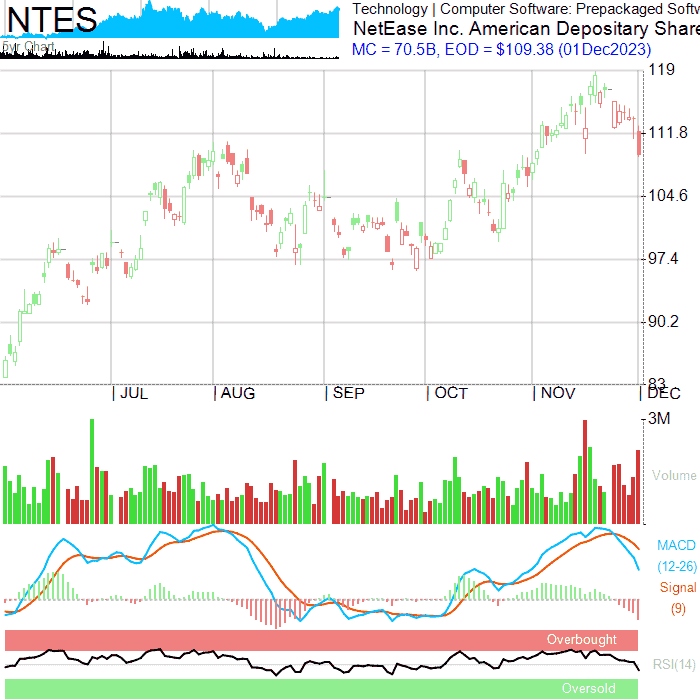 NTES
5yr Chart
Technology | Computer Software: Prepackaged Softw
NetEase Inc. American Depositary Share
MC = 70.5B, EOD = $109.38 (01Dec2023)
119
111.8
104.6
97.4
90.2
83
| JUL | AUG | SEP | OCT | NOV | DEC
3M
Volume
MACD
(12-26)
Signal
(9)
Overbought
RSI(14)
Oversold